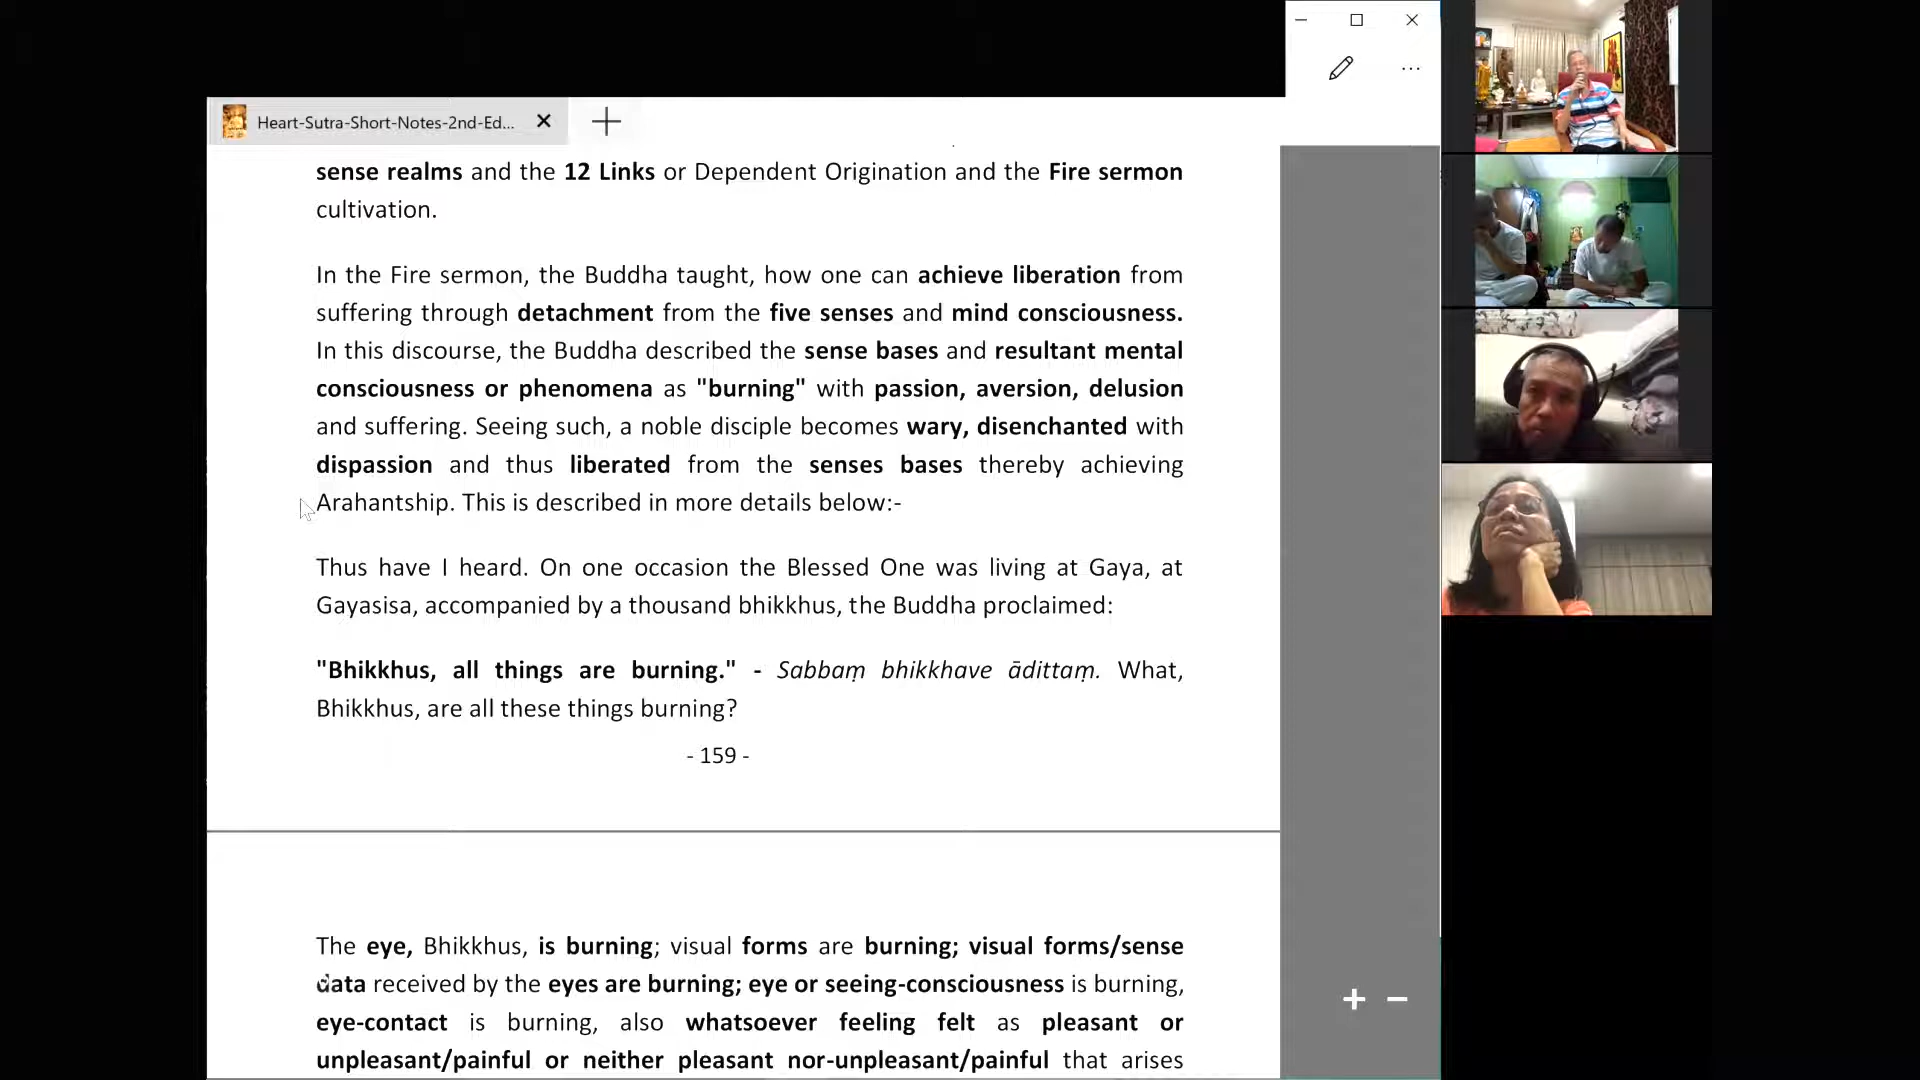 Heart-Sutra-Short-Notes-2nd-Ed...
sense realms and the 12 Links or Dependent Origination and the Fire sermon
cultivation.
In the Fire sermon, the Buddha taught, how one can achieve liberation from
suffering through detachment from the five senses and mind consciousness.
In this discourse, the Buddha described the sense bases and resultant mental
consciousness or phenomena as "burning" with passion, aversion, delusion
and suffering. Seeing such, a noble disciple becomes wary, disenchanted with
dispassion and thus liberated from the senses bases thereby achieving
Arahantship. This is described in more details below:-
Thus have I heard. On one occasion the Blessed One was living at Gaya, at
Gayasisa, accompanied by a thousand bhikkhus, the Buddha proclaimed:
"Bhikkhus, all things are burning." - Sabbaṃ bhikkhave ādittaṃ. What,
Bhikkhus, are all these things burning?
- 159 -
The eye, Bhikkhus, is burning; visual forms are burning; visual forms/sense
data received by the eyes are burning; eye or seeing-consciousness is burning,
eye-contact is burning, also whatsoever feeling felt as pleasant or
unpleasant/painful or neither pleasant nor-unpleasant/painful that arises